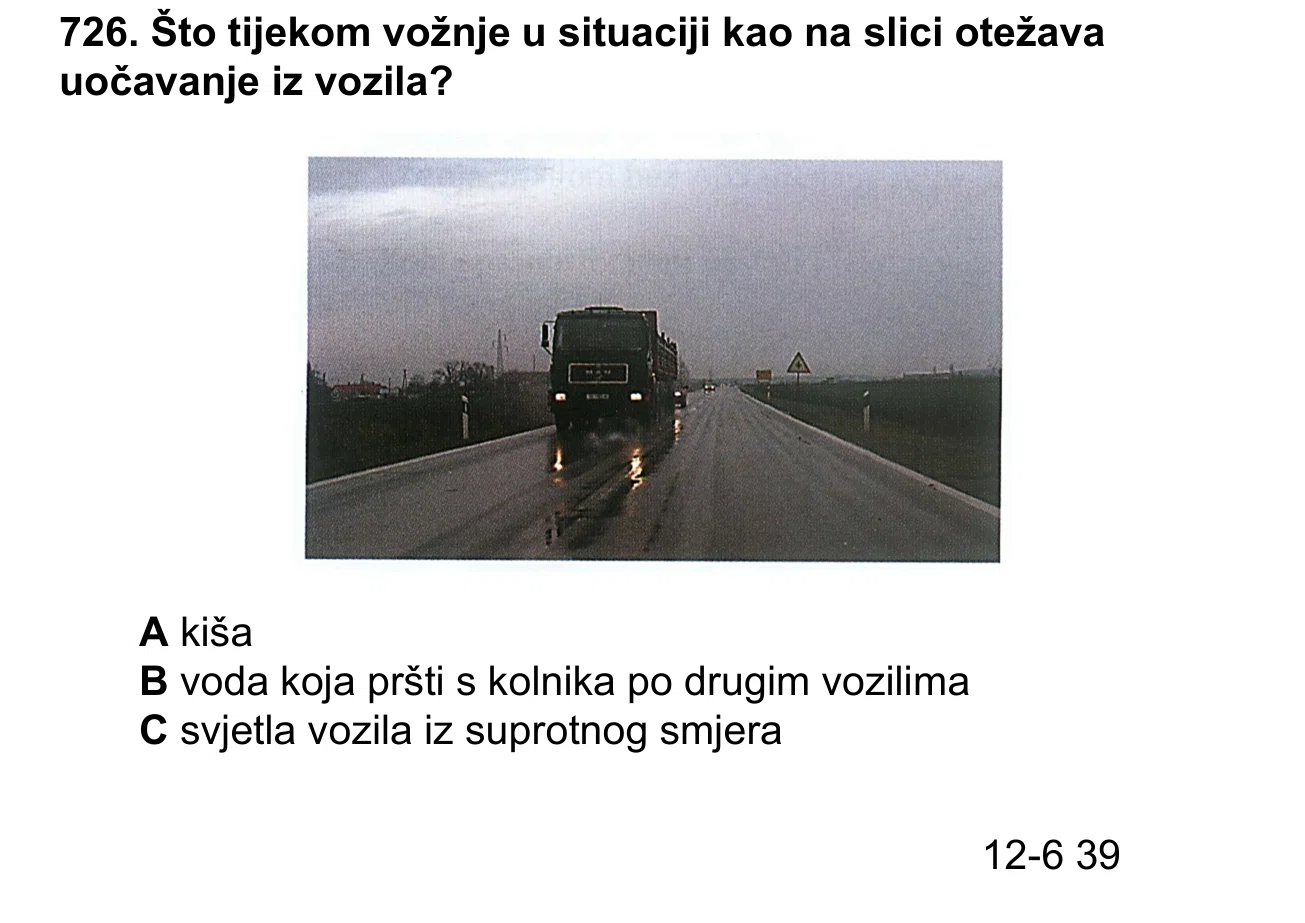 726. Što tijekom vožnje u situaciji kao na slici otežava
uočavanje iz vozila?
MAN
A kiša
B voda koja pršti s kolnika po drugim vozilima
C svjetla vozila iz suprotnog smjera
12-6 39